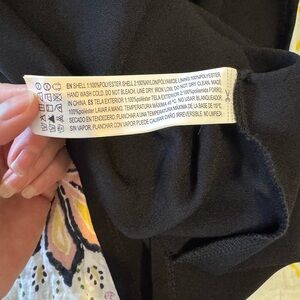 EN SHELL 1:100%POLYESTER SHELL 2:100%NYLON/POLYAMIDE LINING:100%POLYESTER. MADE
HAND WASH COLD. DO NOT BLEACH. LINE DRY. IRON LOW. DO NOT DRY CLEAN.
IN CHINA. ES TELA EXTERIOR 1:100%poliéster TELA EXTERIOR 2:100%poliamida FORRO
100%poliéster LAVAR A MANO. TEMPERATURA MÁXIMA 40 ºC. NO USAR BLANQUEADOR.
SECADO EN TENDEDERO. PLANCHAR A UNA TEMPERATURA MÁXIMA DE LA BASE DE 110 ºC
SIN VAPOR. PLANCHAR CON VAPOR PUEDE CAUSAR DAÑO IRREVERSIBLE. NO LIMPIEZA